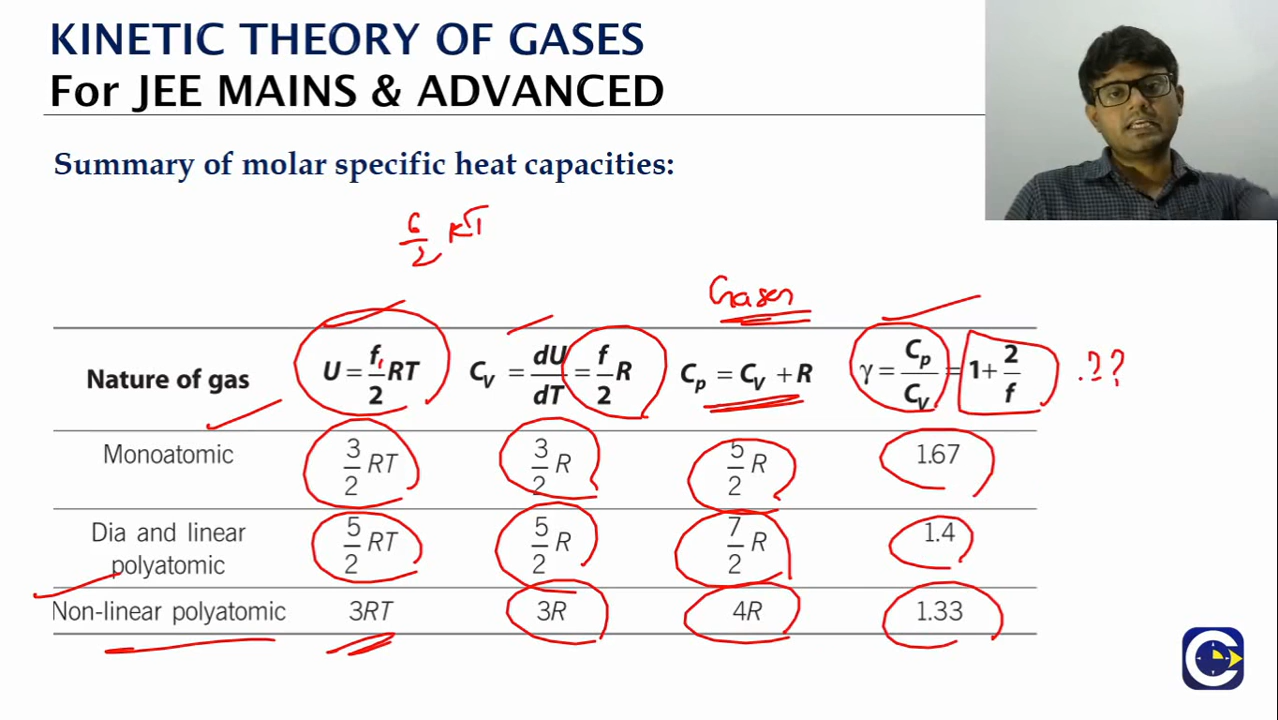 KINETIC THEORY OF GASES
For JEE MAINS & ADVANCED
Summary of molar specific heat capacities:
6/2 KT
Gases
Nature of gas U = f/2 RT C_V = dU/dT = f/2 R C_p = C_V + R γ = C_p/C_V = 1+ 2/f .??
Monoatomic 3/2 RT 3/2 R 5/2 R 1.67
Dia and linear
polyatomic 5/2 RT 5/2 R 7/2 R 1.4
Non-linear polyatomic 3RT 3R 4R 1.33